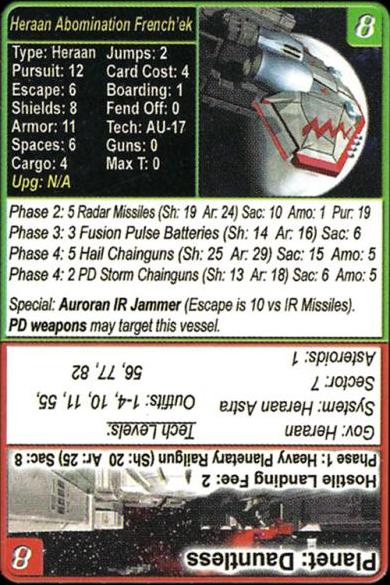 Heraan Abomination French'ek
8
Type: Heraan Jumps: 2
Pursuit: 12 Card Cost: 4
Escape: 6 Boarding: 1
Shields: 8 Fend Off: 0
Armor: 11 Tech: AU-17
Spaces: 6 Guns: 0
Cargo: 4 Max T: 0
Upg: N/A
Phase 2: 5 Radar Missiles (Sh: 19 Ar: 24) Sac: 10 Amo: 1 Pur: 19
Phase 3: 3 Fusion Pulse Batteries (Sh: 14 Ar: 16) Sac: 6
Phase 4: 5 Hail Chainguns (Sh: 25 Ar: 29) Sac: 15 Amo: 5
Phase 4: 2 PD Storm Chainguns (Sh: 13 Ar: 18) Sac: 6 Amo: 5
Special: Auroran IR Jammer (Escape is 10 vs IR Missiles).
PD weapons may target this vessel.
Planet: Dauntless
8
Hostile Landing Fee: 2
Phase 1: Heavy Planetary Railgun (Sh: 20 Ar: 25) Sac: 8
Gov: Heraan Tech Levels:
System: Heraan Astra Outfits: 1-4, 10, 11, 55,
Sector: 7 56, 77, 82
Asteroids: 1